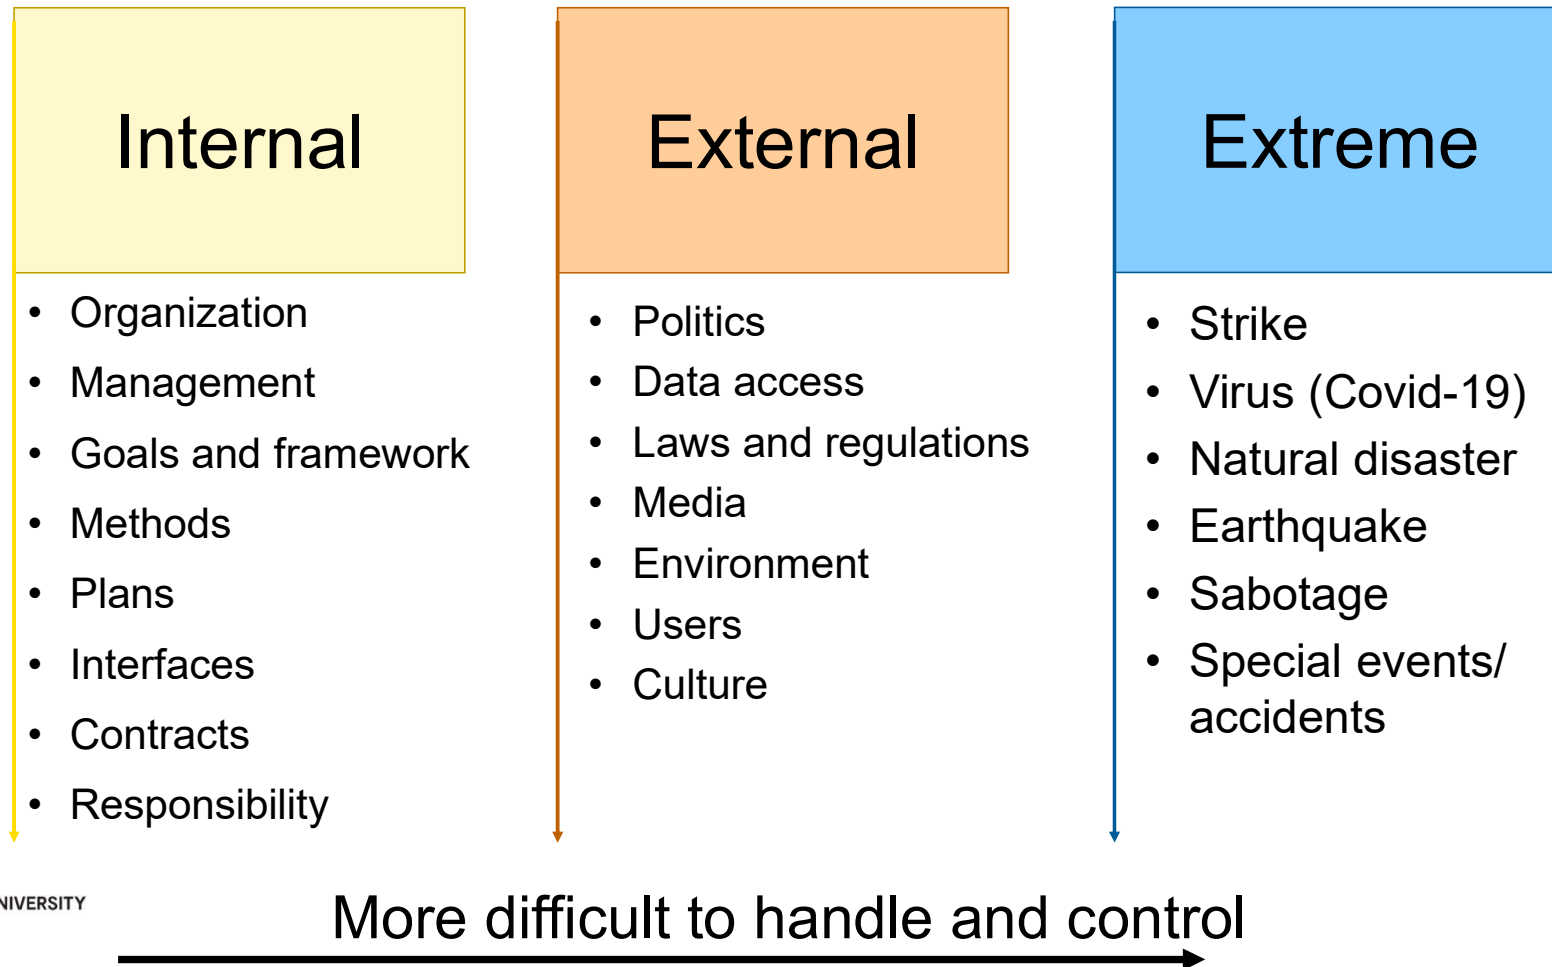 Internal
• Organization
• Management
• Goals and framework
• Methods
• Plans
• Interfaces
• Contracts
• Responsibility
External
• Politics
• Data access
• Laws and regulations
• Media
• Environment
• Users
• Culture
Extreme
• Strike
• Virus (Covid-19)
• Natural disaster
• Earthquake
• Sabotage
• Special events/
accidents
NIVERSITY
More difficult to handle and control